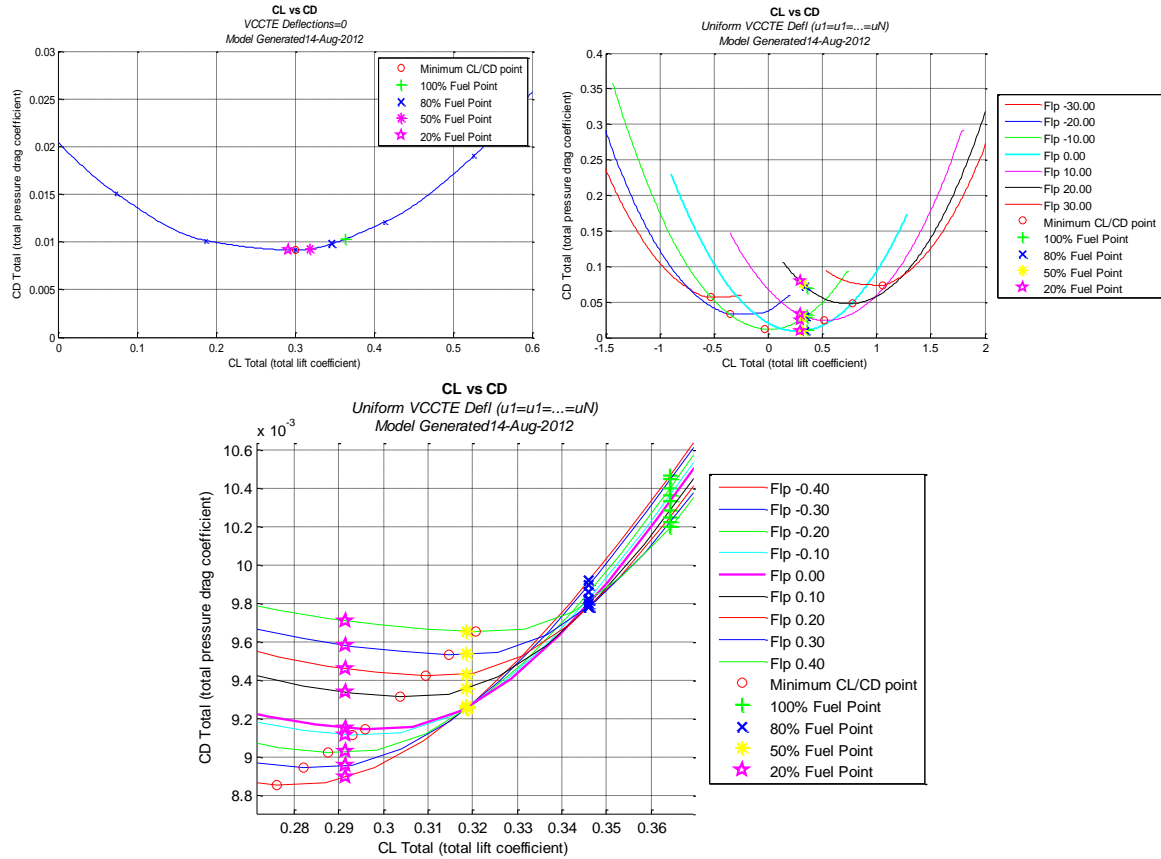 CL vs CD
VCCTE Deflections=0
Model Generated14-Aug-2012
0.03
0.025
0.02
0.015
0.01
0.005
0
CD Total (total pressure drag coefficient)
Minimum CL/CD point
100% Fuel Point
80% Fuel Point
50% Fuel Point
20% Fuel Point
0 0.1 0.2 0.3 0.4 0.5 0.6
CL Total (total lift coefficient)
CL vs CD
Uniform VCCTE Defl (u1=u1=...=uN)
Model Generated14-Aug-2012
0.4
0.35
0.3
0.25
0.2
0.15
0.1
0.05
0
CD Total (total pressure drag coefficient)
-1.5 -1 -0.5 0 0.5 1 1.5 2
CL Total (total lift coefficient)
Flp -30.00
Flp -20.00
Flp -10.00
Flp 0.00
Flp 10.00
Flp 20.00
Flp 30.00
Minimum CL/CD point
100% Fuel Point
80% Fuel Point
50% Fuel Point
20% Fuel Point
CL vs CD
Uniform VCCTE Defl (u1=u1=...=uN)
Model Generated14-Aug-2012
x 10⁻³
10.6
10.4
10.2
10
9.8
9.6
9.4
9.2
9
8.8
CD Total (total pressure drag coefficient)
0.28 0.29 0.3 0.31 0.32 0.33 0.34 0.35 0.36
CL Total (total lift coefficient)
Flp -0.40
Flp -0.30
Flp -0.20
Flp -0.10
Flp 0.00
Flp 0.10
Flp 0.20
Flp 0.30
Flp 0.40
Minimum CL/CD point
100% Fuel Point
80% Fuel Point
50% Fuel Point
20% Fuel Point